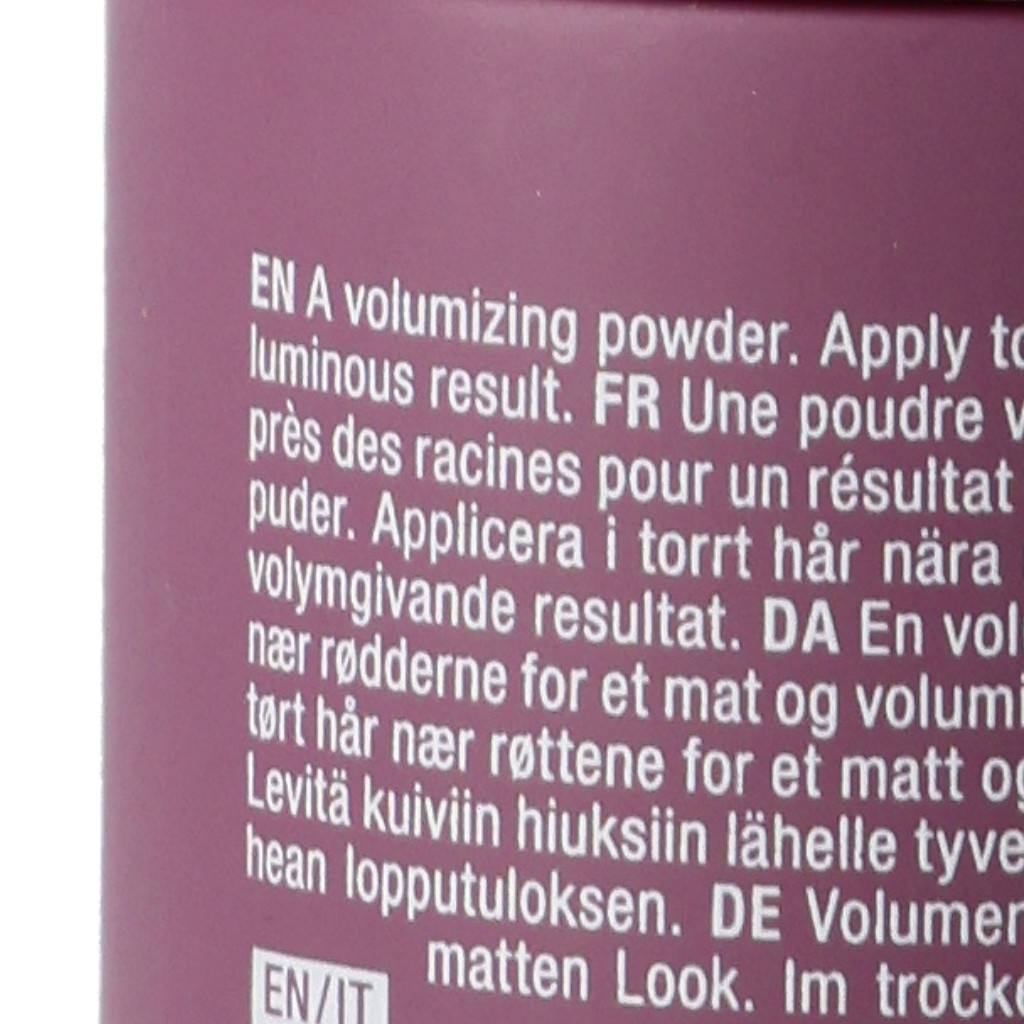 EN A volumizing powder. Apply to
luminous result. FR Une poudre
près des racines pour un résultat
puder. Applicera i torrt hår nära
volymgivande resultat. DA En vol
nær rødderne for et mat og volumi
tørt hår nær røttene for et matt og
Levitä kuiviin hiuksiin lähelle tyve
hean lopputuloksen. DE Volumen
matten Look. Im trocke
EN/IT